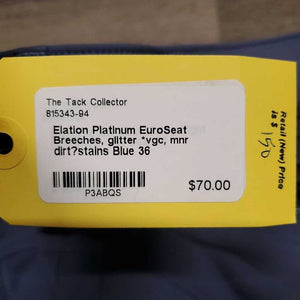 The Tack Collector
815343-94
Elation Platinum EuroSeat
Breeches, glitter *vgc, mnr
dirt?stains Blue 36
P3ABQS
$70.00
Retail (New) Price
is $ 150